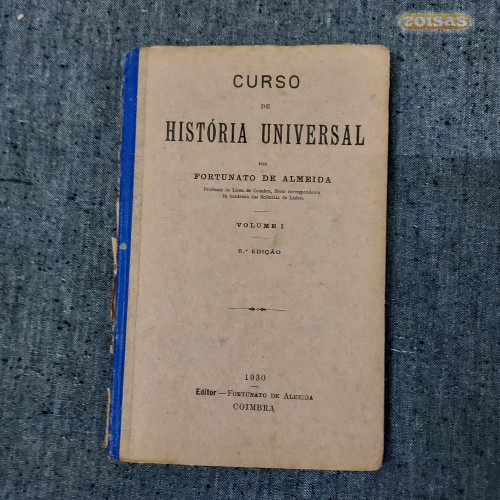 COISAS
CURSO
DE
HISTÓRIA UNIVERSAL
POR
FORTUNATO DE ALMEIDA
Professor do Liceu de Coimbra, Sócio correspondente
da Academia das Sciências de Lisboa
VOLUME I
5.ª EDIÇÃO
1930
Editor — FORTUNATO DE ALMEIDA
COIMBRA